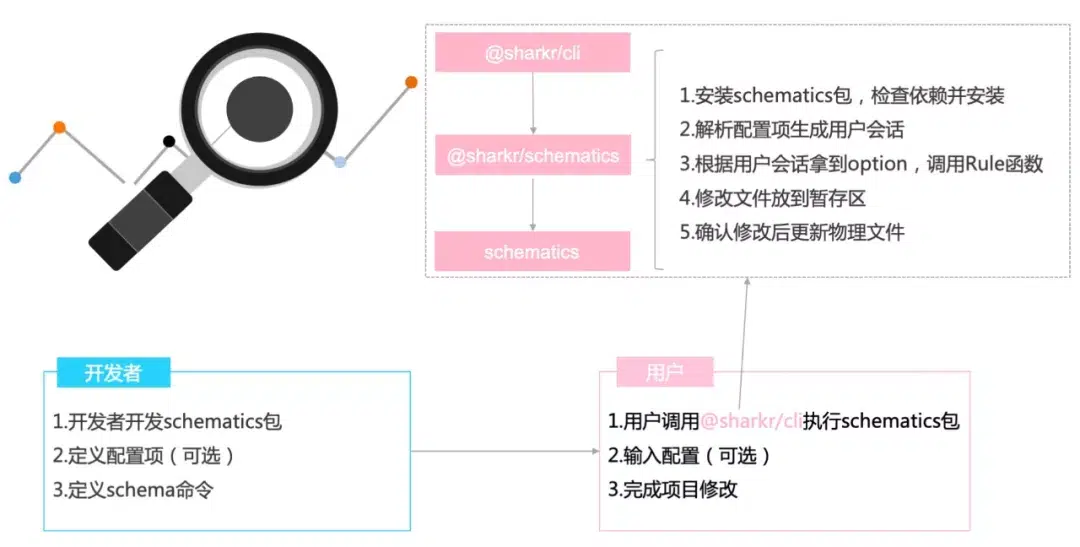 @sharkr/cli
@sharkr/schematics
schematics
1.安装schematics包，检查依赖并安装
2.解析配置项生成用户会话
3.根据用户会话拿到option，调用Rule函数
4.修改文件放到暂存区
5.确认修改后更新物理文件
开发者
1.开发者开发schematics包
2.定义配置项（可选）
3.定义schema命令
用户
1.用户调用@sharkr/cli执行schematics包
2.输入配置（可选）
3.完成项目修改